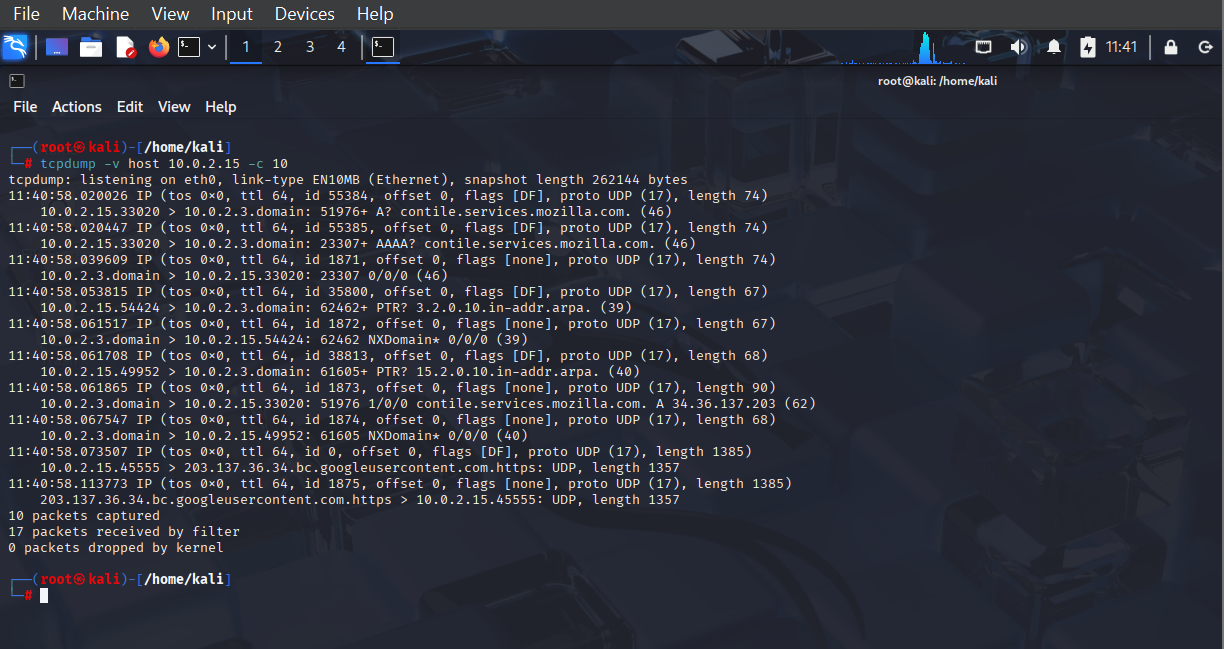 File Machine View Input Devices Help
1 2 3 4 11:41
root@kali: /home/kali
File Actions Edit View Help
┌──(root㉿kali)-[/home/kali]
└─# tcpdump -v host 10.0.2.15 -c 10
tcpdump: listening on eth0, link-type EN10MB (Ethernet), snapshot length 262144 bytes
11:40:58.020026 IP (tos 0×0, ttl 64, id 55384, offset 0, flags [DF], proto UDP (17), length 74)
    10.0.2.15.33020 > 10.0.2.3.domain: 51976+ A? contile.services.mozilla.com. (46)
11:40:58.020447 IP (tos 0×0, ttl 64, id 55385, offset 0, flags [DF], proto UDP (17), length 74)
    10.0.2.15.33020 > 10.0.2.3.domain: 23307+ AAAA? contile.services.mozilla.com. (46)
11:40:58.039609 IP (tos 0×0, ttl 64, id 1871, offset 0, flags [none], proto UDP (17), length 74)
    10.0.2.3.domain > 10.0.2.15.33020: 23307 0/0/0 (46)
11:40:58.053815 IP (tos 0×0, ttl 64, id 35800, offset 0, flags [DF], proto UDP (17), length 67)
    10.0.2.15.54424 > 10.0.2.3.domain: 62462+ PTR? 3.2.0.10.in-addr.arpa. (39)
11:40:58.061517 IP (tos 0×0, ttl 64, id 1872, offset 0, flags [none], proto UDP (17), length 67)
    10.0.2.3.domain > 10.0.2.15.54424: 62462 NXDomain* 0/0/0 (39)
11:40:58.061708 IP (tos 0×0, ttl 64, id 38813, offset 0, flags [DF], proto UDP (17), length 68)
    10.0.2.15.49952 > 10.0.2.3.domain: 61605+ PTR? 15.2.0.10.in-addr.arpa. (40)
11:40:58.061865 IP (tos 0×0, ttl 64, id 1873, offset 0, flags [none], proto UDP (17), length 90)
    10.0.2.3.domain > 10.0.2.15.33020: 51976 1/0/0 contile.services.mozilla.com. A 34.36.137.203 (62)
11:40:58.067547 IP (tos 0×0, ttl 64, id 1874, offset 0, flags [none], proto UDP (17), length 68)
    10.0.2.3.domain > 10.0.2.15.49952: 61605 NXDomain* 0/0/0 (40)
11:40:58.073507 IP (tos 0×0, ttl 64, id 0, offset 0, flags [DF], proto UDP (17), length 1385)
    10.0.2.15.45555 > 203.137.36.34.bc.googleusercontent.com.https: UDP, length 1357
11:40:58.113773 IP (tos 0×0, ttl 64, id 1875, offset 0, flags [none], proto UDP (17), length 1385)
    203.137.36.34.bc.googleusercontent.com.https > 10.0.2.15.45555: UDP, length 1357
10 packets captured
17 packets received by filter
0 packets dropped by kernel
┌──(root㉿kali)-[/home/kali]
└─#